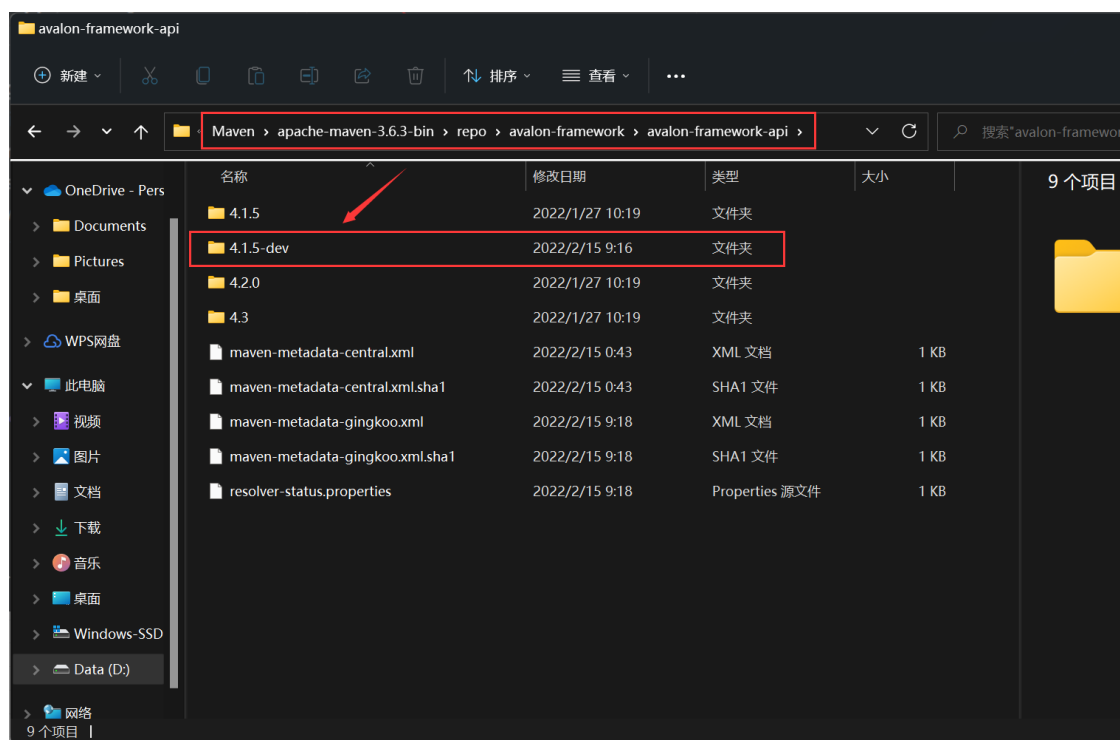 avalon-framework-api
新建 排序 查看 •••
Maven › apache-maven-3.6.3-bin › repo › avalon-framework › avalon-framework-api ›
搜索"avalon-framewor
名称 修改日期 类型 大小
OneDrive - Pers
Documents
Pictures
桌面
WPS网盘
此电脑
视频
图片
文档
下载
音乐
桌面
Windows-SSD
Data (D:)
网络
4.1.5 2022/1/27 10:19 文件夹
4.1.5-dev 2022/2/15 9:16 文件夹
4.2.0 2022/1/27 10:19 文件夹
4.3 2022/1/27 10:19 文件夹
maven-metadata-central.xml 2022/2/15 0:43 XML 文档 1 KB
maven-metadata-central.xml.sha1 2022/2/15 0:43 SHA1 文件 1 KB
maven-metadata-gingkoo.xml 2022/2/15 9:18 XML 文档 1 KB
maven-metadata-gingkoo.xml.sha1 2022/2/15 9:18 SHA1 文件 1 KB
resolver-status.properties 2022/2/15 9:18 Properties 源文件 1 KB
9 个项目
9 个项目